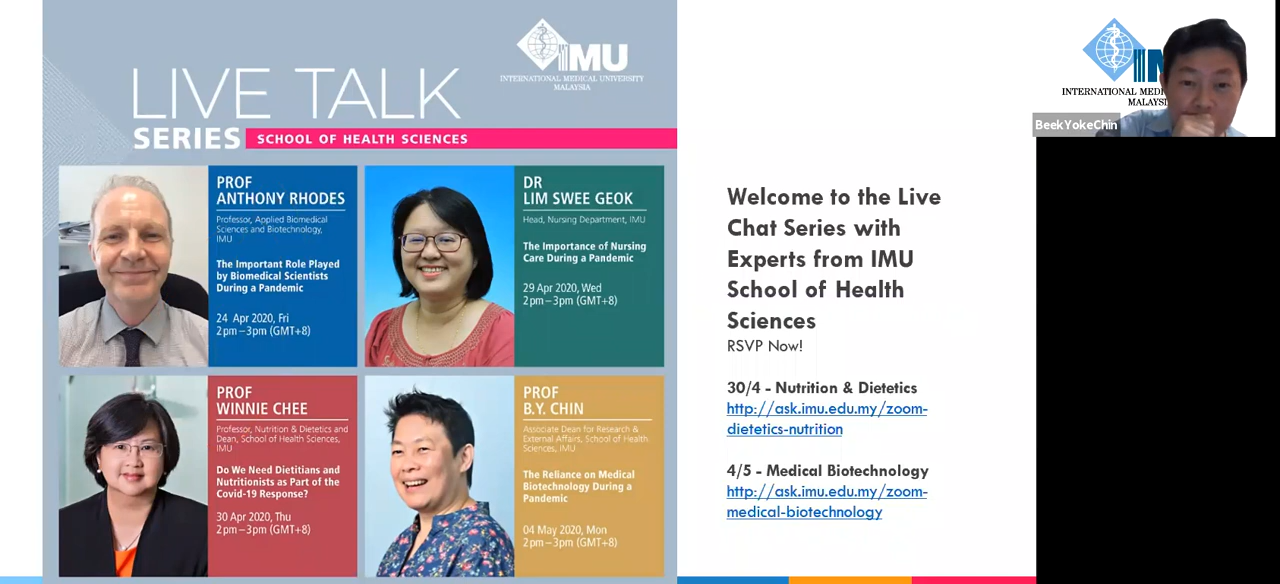 IMU
INTERNATIONAL MEDICAL UNIVERSITY
MALAYSIA
LIVE TALK
SERIES
SCHOOL OF HEALTH SCIENCES
PROF
ANTHONY RHODES
Professor, Applied Biomedical
Sciences and Biotechnology,
IMU
The Important Role Played
by Biomedical Scientists
During a Pandemic
24 Apr 2020, Fri
2pm–3pm (GMT+8)
DR
LIM SWEE GEOK
Head, Nursing Department, IMU
The Importance of Nursing
Care During a Pandemic
29 Apr 2020, Wed
2pm–3pm (GMT+8)
PROF
WINNIE CHEE
Professor, Nutrition & Dietetics and
Dean, School of Health Sciences,
IMU
Do We Need Dietitians and
Nutritionists as Part of the
Covid-19 Response?
30 Apr 2020, Thu
2pm–3pm (GMT+8)
PROF
B.Y. CHIN
Associate Dean for Research &
External Affairs, School of Health
Sciences, IMU
The Reliance on Medical
Biotechnology During a
Pandemic
04 May 2020, Mon
2pm–3pm (GMT+8)
Welcome to the Live
Chat Series with
Experts from IMU
School of Health
Sciences
RSVP Now!
30/4 - Nutrition & Dietetics
http://ask.imu.edu.my/zoom-
dietetics-nutrition
4/5 - Medical Biotechnology
http://ask.imu.edu.my/zoom-
medical-biotechnology
INTERNATIONAL
BeekYokeChin